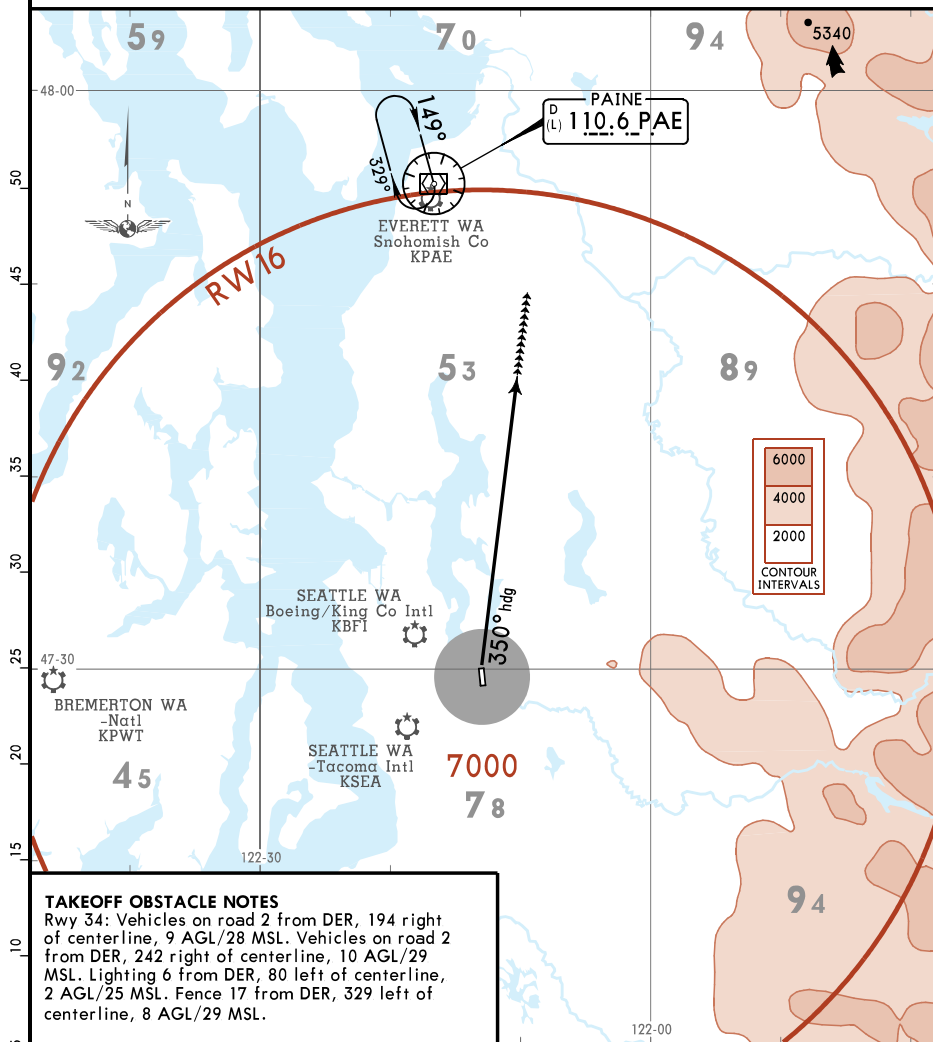 59
70
94
5340
48-00
PAINE
D
(L) 110.6 PAE
149°
329°
50
N
EVERETT WA
Snohomish Co
KPAE
RW16
45
92
53
89
40
6000
4000
2000
CONTOUR
INTERVALS
35
30
SEATTLE WA
Boeing/King Co Intl
KBFI
350° hdg
25
47-30
BREMERTON WA
-Natl
KPWT
SEATTLE WA
-Tacoma Intl
KSEA
20
7000
45
78
15
122-30
94
TAKEOFF OBSTACLE NOTES
Rwy 34: Vehicles on road 2 from DER, 194 right
of centerline, 9 AGL/28 MSL. Vehicles on road 2
from DER, 242 right of centerline, 10 AGL/29
MSL. Lighting 6 from DER, 80 left of centerline,
2 AGL/25 MSL. Fence 17 from DER, 329 left of
centerline, 8 AGL/29 MSL.
10
122-00